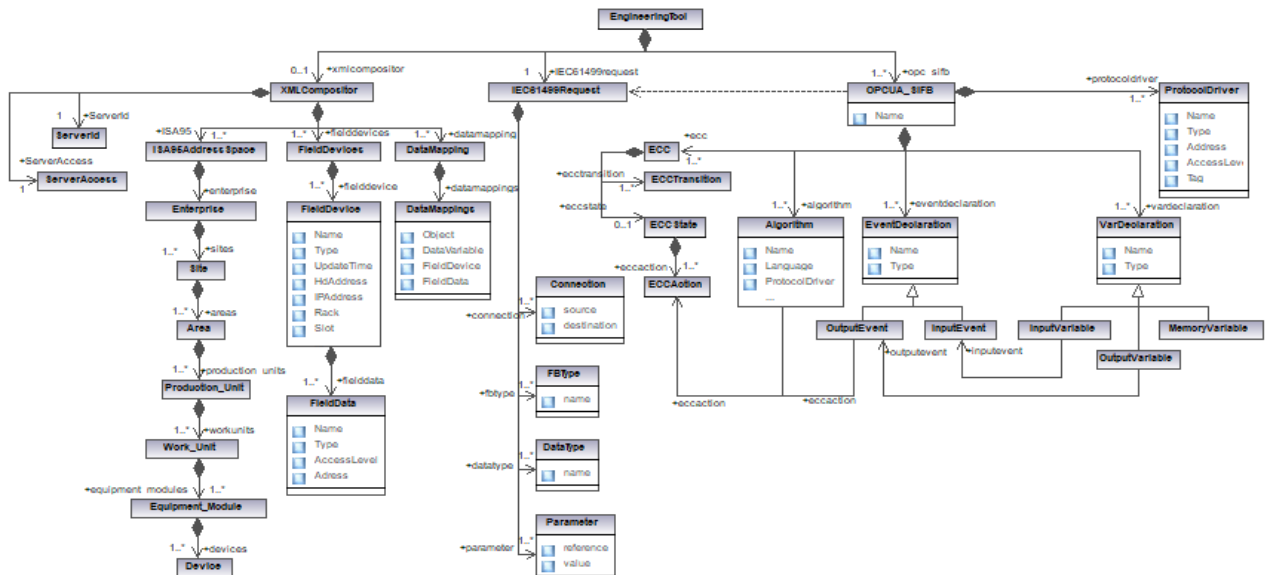 EngineeringTool
0..1
+xmlcompositor
1
+IEC61499request
1..*
+opc_sifb
XMLCompositor
IEC61499Request
OPCUA_SIFB
Name
+protocoldriver
1..*
ProtocolDriver
Name
Type
Address
AccessLeve
Tag
1
+ServerId
ServerId
+ServerAccess
1
ServerAccess
+ISA95
1..*
ISA95AddressSpace
+fielddevices
1..*
FieldDevices
+datamapping
DataMapping
+ecc
1..*
ECC
+ecctransition
1..*
ECCTransition
+eccstate
0..1
ECCState
+eccaction
1..*
ECCAction
+enterprise
Enterprise
1..*
+sites
Site
1..*
+areas
Area
1..*
+production_units
Production_Unit
1..*
+workunits
Work_Unit
+equipment_modules
1..*
Equipment_Module
1..*
+devices
Device
1..*
+fielddevice
FieldDevice
Name
Type
UpdateTime
HdAddress
IPAddress
Rack
Slot
1..*
+fielddata
FieldData
Name
Type
AccessLevel
Adress
1..*
+datamappings
DataMappings
Object
DataVariable
FieldDevice
FieldData
1..*
+connection
Connection
source
destination
1..*
+fbtype
FBType
name
1..*
+datatype
DataType
name
1..*
+parameter
Parameter
reference
value
1..*
+algorithm
Algorithm
Name
Language
ProtocolDriver
...
1..*
+eventdeclaration
EventDeclaration
Name
Type
1..*
+vardeclaration
VarDeclaration
Name
Type
OutputEvent
InputEvent
InputVariable
MemoryVariable
OutputVariable
+outputevent
+inputevent
+eccaction
+eccaction